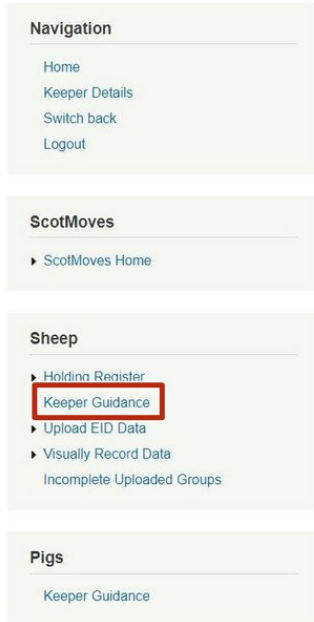 Navigation
Home
Keeper Details
Switch back
Logout
ScotMoves
ScotMoves Home
Sheep
Holding Register
Keeper Guidance
Upload EID Data
Visually Record Data
Incomplete Uploaded Groups
Pigs
Keeper Guidance